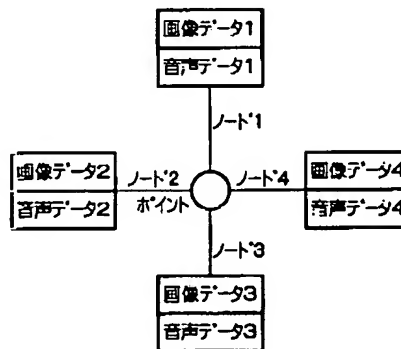 画像データ1
音声データ1
ノード1
画像データ2
音声データ2
ノード2
ポイント
ノード4
画像データ4
音声データ4
ノード3
画像データ3
音声データ3